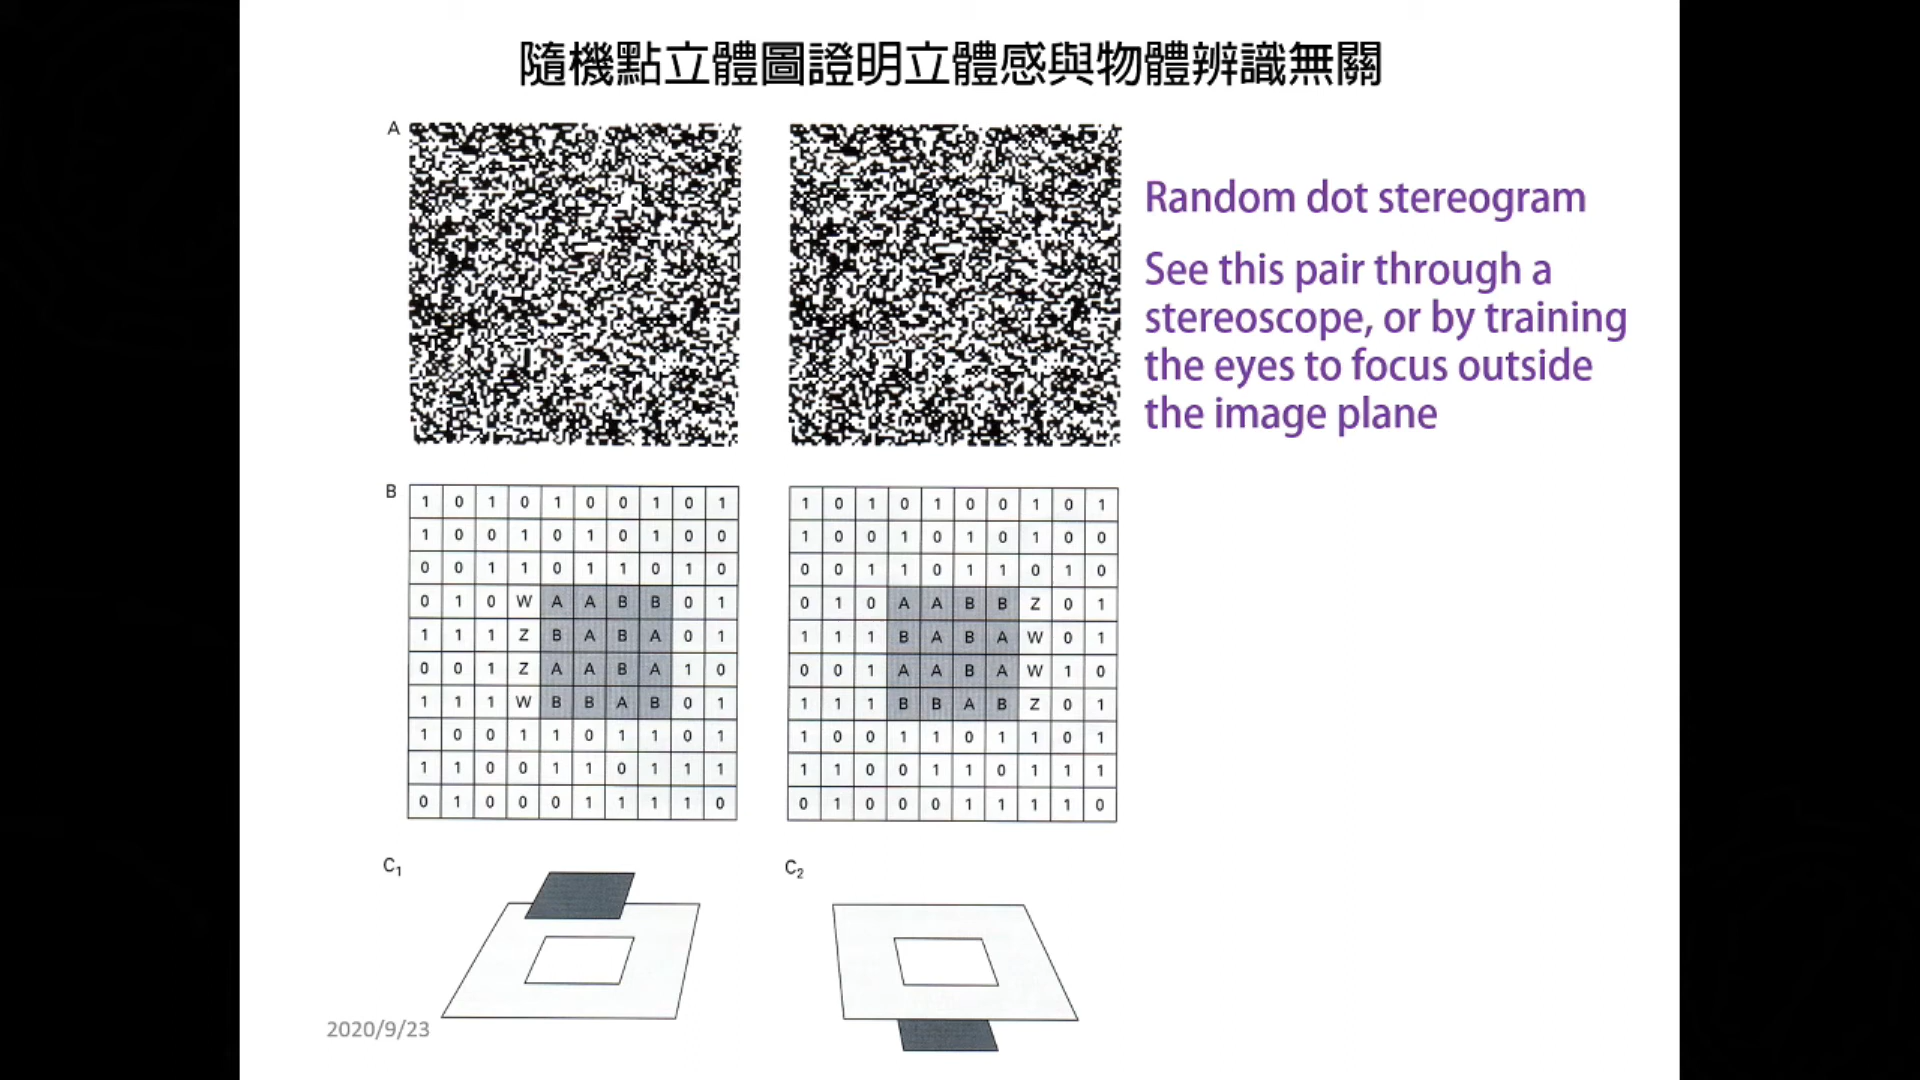 隨機點立體圖證明立體感與物體辨識無關
A
Random dot stereogram
See this pair through a
stereoscope, or by training
the eyes to focus outside
the image plane
B
1 0 1 0 1 0 0 1 0 1
1 0 0 1 0 1 0 1 0 0
0 0 1 1 0 1 1 0 1 0
0 1 0 W A A B B 0 1
1 1 1 Z B A B A 0 1
0 0 1 Z A A B A 1 0
1 1 1 W B B A B 0 1
1 0 0 1 1 0 1 1 0 1
1 1 0 0 1 1 0 1 1 1
0 1 0 0 0 1 1 1 1 0
1 0 1 0 1 0 0 1 0 1
1 0 0 1 0 1 0 1 0 0
0 0 1 1 0 1 1 0 1 0
0 1 0 A A B B Z 0 1
1 1 1 B A B A W 0 1
0 0 1 A A B A W 1 0
1 1 1 B B A B Z 0 1
1 0 0 1 1 0 1 1 0 1
1 1 0 0 1 1 0 1 1 1
0 1 0 0 0 1 1 1 1 0
C1
C2
2020/9/23